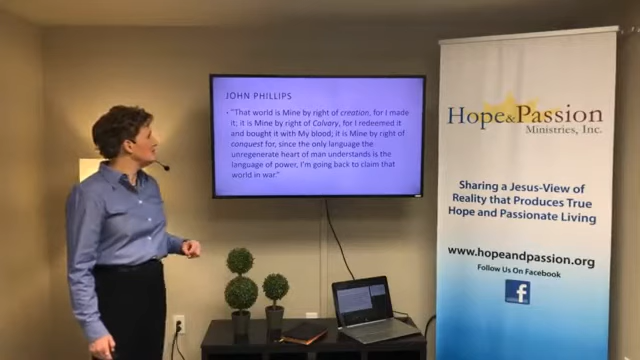 JOHN PHILLIPS
• "That world is Mine by right of creation, for I made
it; it is Mine by right of Calvary, for I redeemed it
and bought it with My blood; it is Mine by right of
conquest for, since the only language the
unregenerate heart of man understands is the
language of power, I'm going back to claim that
world in war."
Hope&Passion
Ministries, Inc.
Sharing a Jesus-View of
Reality that Produces True
Hope and Passionate Living
www.hopeandpassion.org
Follow Us On Facebook
f